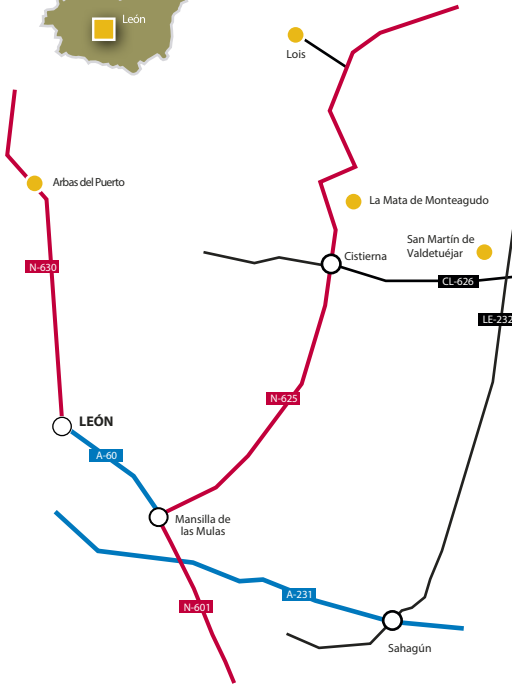 León
Lois
Arbas del Puerto
La Mata de Monteagudo
San Martín de
Valdetuéjar
Cistierna
N-630
CL-626
LE-232
N-625
LEÓN
A-60
Mansilla de
las Mulas
A-231
N-601
Sahagún